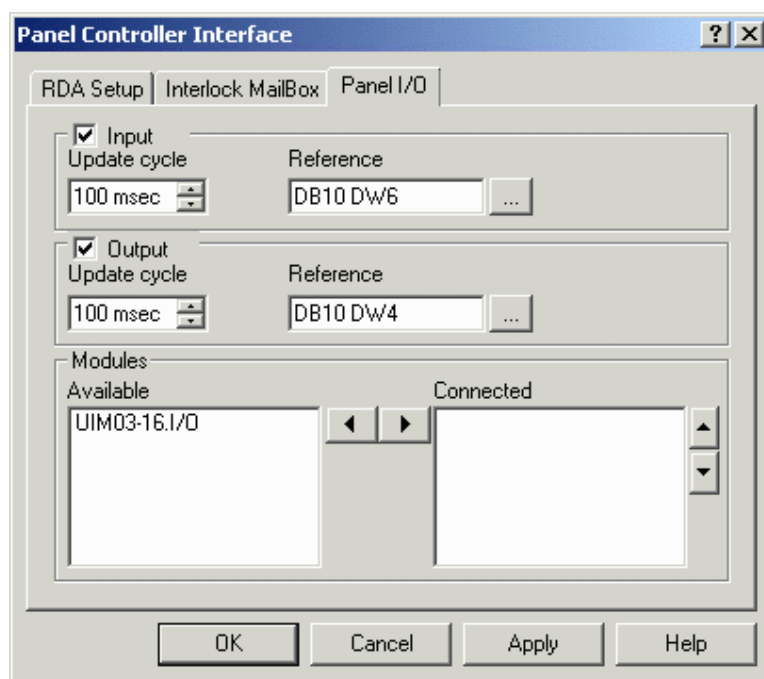 Panel Controller Interface
RDA Setup Interlock MailBox Panel I/O
Input
Update cycle Reference
100 msec DB10 DW6 ...
Output
Update cycle Reference
100 msec DB10 DW4 ...
Modules
Available Connected
UIM03-16.I/O
OK Cancel Apply Help